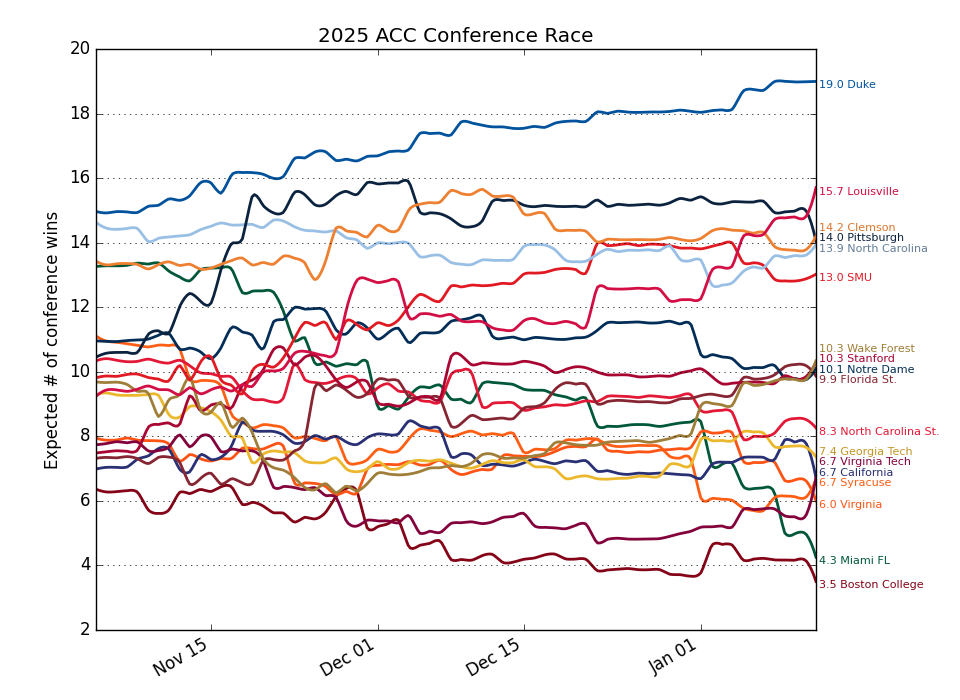 2025 ACC Conference Race
Expected # of conference wins
20
18
16
14
12
10
8
6
4
2
Nov 15
Dec 01
Dec 15
Jan 01
19.0 Duke
15.7 Louisville
14.2 Clemson
14.0 Pittsburgh
13.9 North Carolina
13.0 SMU
10.3 Wake Forest
10.3 Stanford
10.1 Notre Dame
9.9 Florida St.
8.3 North Carolina St.
7.4 Georgia Tech
6.7 Virginia Tech
6.7 California
6.7 Syracuse
6.0 Virginia
4.3 Miami FL
3.5 Boston College